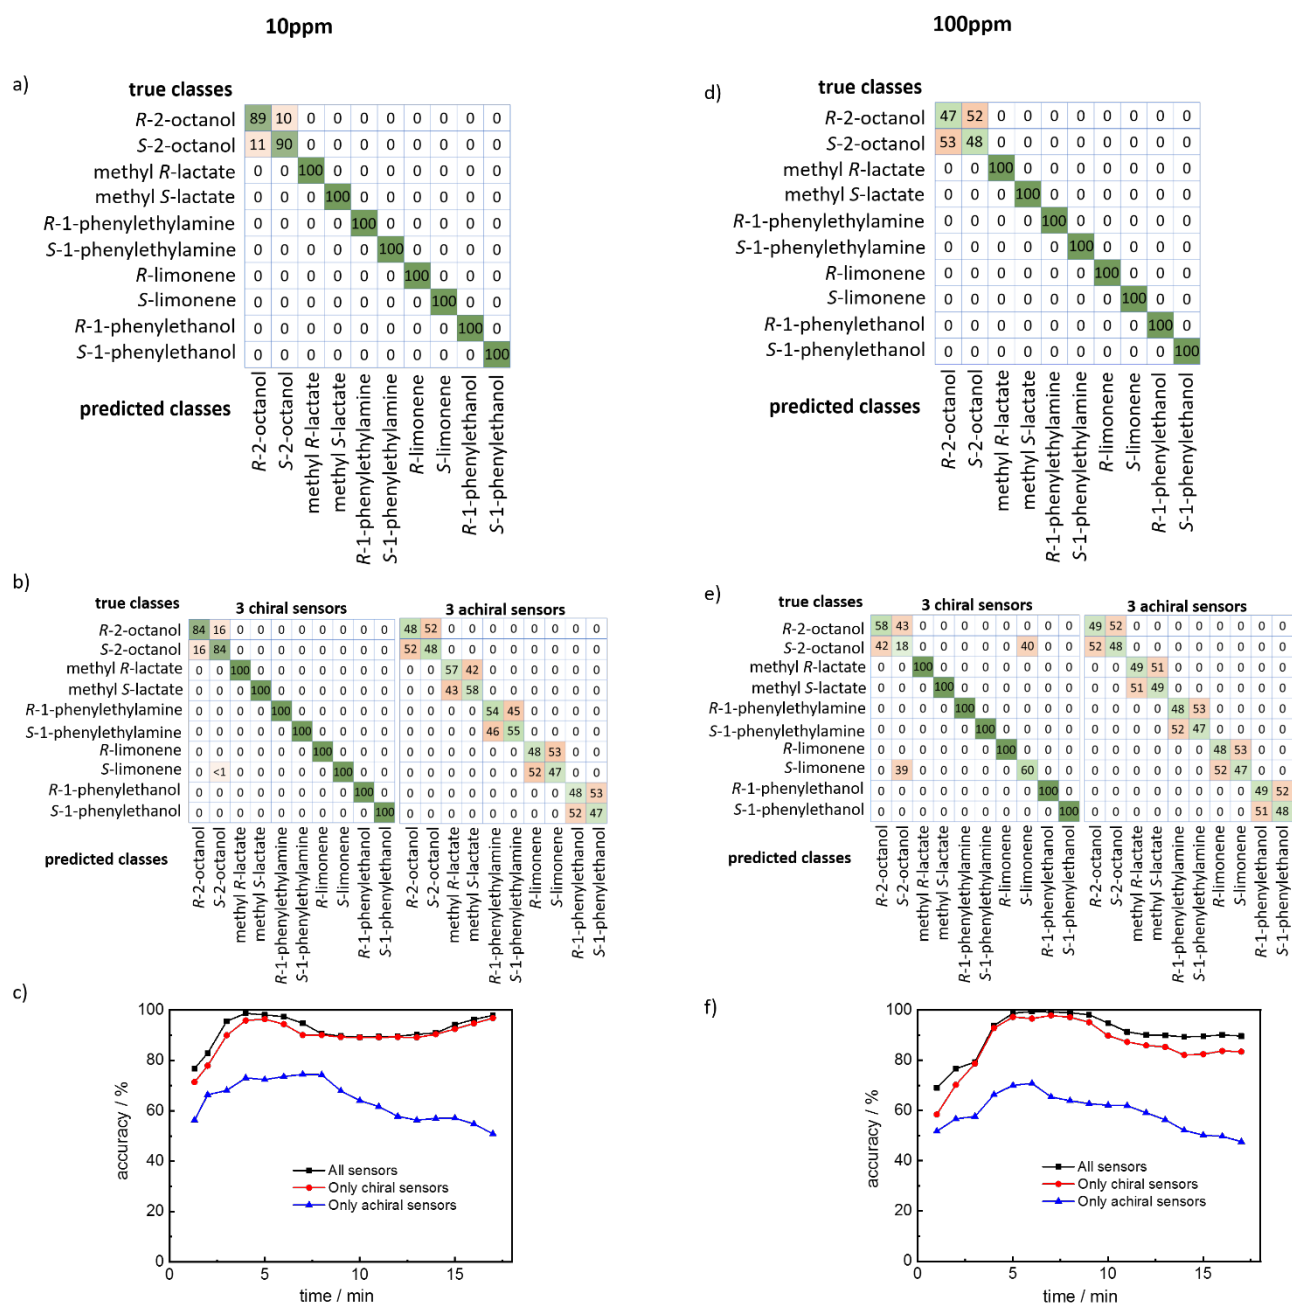 10ppm
100ppm
a)
true classes
R-2-octanol 89 10 0 0 0 0 0 0 0 0
S-2-octanol 11 90 0 0 0 0 0 0 0 0
methyl R-lactate 0 0 100 0 0 0 0 0 0 0
methyl S-lactate 0 0 0 100 0 0 0 0 0 0
R-1-phenylethylamine 0 0 0 0 100 0 0 0 0 0
S-1-phenylethylamine 0 0 0 0 0 100 0 0 0 0
R-limonene 0 0 0 0 0 0 100 0 0 0
S-limonene 0 0 0 0 0 0 0 100 0 0
R-1-phenylethanol 0 0 0 0 0 0 0 0 100 0
S-1-phenylethanol 0 0 0 0 0 0 0 0 0 100
predicted classes
R-2-octanol
S-2-octanol
methyl R-lactate
methyl S-lactate
R-1-phenylethylamine
S-1-phenylethylamine
R-limonene
S-limonene
R-1-phenylethanol
S-1-phenylethanol
d)
true classes
R-2-octanol 47 52 0 0 0 0 0 0 0 0
S-2-octanol 53 48 0 0 0 0 0 0 0 0
methyl R-lactate 0 0 100 0 0 0 0 0 0 0
methyl S-lactate 0 0 0 100 0 0 0 0 0 0
R-1-phenylethylamine 0 0 0 0 100 0 0 0 0 0
S-1-phenylethylamine 0 0 0 0 0 100 0 0 0 0
R-limonene 0 0 0 0 0 0 100 0 0 0
S-limonene 0 0 0 0 0 0 0 100 0 0
R-1-phenylethanol 0 0 0 0 0 0 0 0 100 0
S-1-phenylethanol 0 0 0 0 0 0 0 0 0 100
predicted classes
R-2-octanol
S-2-octanol
methyl R-lactate
methyl S-lactate
R-1-phenylethylamine
S-1-phenylethylamine
R-limonene
S-limonene
R-1-phenylethanol
S-1-phenylethanol
b)
true classes 3 chiral sensors 3 achiral sensors
R-2-octanol 84 16 0 0 0 0 0 0 0 0 48 52 0 0 0 0 0 0 0 0
S-2-octanol 16 84 0 0 0 0 0 0 0 0 52 48 0 0 0 0 0 0 0 0
methyl R-lactate 0 0 100 0 0 0 0 0 0 0 0 0 57 42 0 0 0 0 0 0
methyl S-lactate 0 0 0 100 0 0 0 0 0 0 0 0 43 58 0 0 0 0 0 0
R-1-phenylethylamine 0 0 0 0 100 0 0 0 0 0 0 0 0 0 54 45 0 0 0 0
S-1-phenylethylamine 0 0 0 0 0 100 0 0 0 0 0 0 0 0 46 55 0 0 0 0
R-limonene 0 0 0 0 0 0 100 0 0 0 0 0 0 0 0 0 48 53 0 0
S-limonene 0 <1 0 0 0 0 0 100 0 0 0 0 0 0 0 0 52 47 0 0
R-1-phenylethanol 0 0 0 0 0 0 0 0 100 0 0 0 0 0 0 0 0 0 48 53
S-1-phenylethanol 0 0 0 0 0 0 0 0 0 100 0 0 0 0 0 0 0 0 52 47
predicted classes
R-2-octanol
S-2-octanol
methyl R-lactate
methyl S-lactate
R-1-phenylethylamine
S-1-phenylethylamine
R-limonene
S-limonene
R-1-phenylethanol
S-1-phenylethanol
R-2-octanol
S-2-octanol
methyl R-lactate
methyl S-lactate
R-1-phenylethylamine
S-1-phenylethylamine
R-limonene
S-limonene
R-1-phenylethanol
S-1-phenylethanol
e)
true classes 3 chiral sensors 3 achiral sensors
R-2-octanol 58 43 0 0 0 0 0 0 0 0 49 52 0 0 0 0 0 0 0 0
S-2-octanol 42 18 0 0 0 0 0 40 0 0 52 48 0 0 0 0 0 0 0 0
methyl R-lactate 0 0 100 0 0 0 0 0 0 0 0 0 49 51 0 0 0 0 0 0
methyl S-lactate 0 0 0 100 0 0 0 0 0 0 0 0 51 49 0 0 0 0 0 0
R-1-phenylethylamine 0 0 0 0 100 0 0 0 0 0 0 0 0 0 48 53 0 0 0 0
S-1-phenylethylamine 0 0 0 0 0 100 0 0 0 0 0 0 0 0 52 47 0 0 0 0
R-limonene 0 0 0 0 0 0 100 0 0 0 0 0 0 0 0 0 48 53 0 0
S-limonene 0 39 0 0 0 0 0 60 0 0 0 0 0 0 0 0 52 47 0 0
R-1-phenylethanol 0 0 0 0 0 0 0 0 100 0 0 0 0 0 0 0 0 0 49 52
S-1-phenylethanol 0 0 0 0 0 0 0 0 0 100 0 0 0 0 0 0 0 0 51 48
predicted classes
R-2-octanol
S-2-octanol
methyl R-lactate
methyl S-lactate
R-1-phenylethylamine
S-1-phenylethylamine
R-limonene
S-limonene
R-1-phenylethanol
S-1-phenylethanol
R-2-octanol
S-2-octanol
methyl R-lactate
methyl S-lactate
R-1-phenylethylamine
S-1-phenylethylamine
R-limonene
S-limonene
R-1-phenylethanol
S-1-phenylethanol
c)
accuracy / %
100
80
60
40
20
0
All sensors
Only chiral sensors
Only achiral sensors
0 5 10 15
time / min
f)
accuracy / %
100
80
60
40
20
0
All sensors
Only chiral sensors
Only achiral sensors
0 5 10 15
time / min